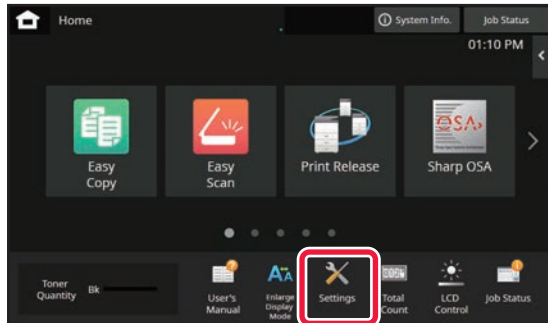 Home
System Info.
Job Status
01:10 PM
Easy
Copy
Easy
Scan
Print Release
OSA
Sharp OSA
Toner
Quantity
Bk
User's
Manual
Enlarge
Display
Mode
Settings
Total
Count
LCD
Control
Job Status